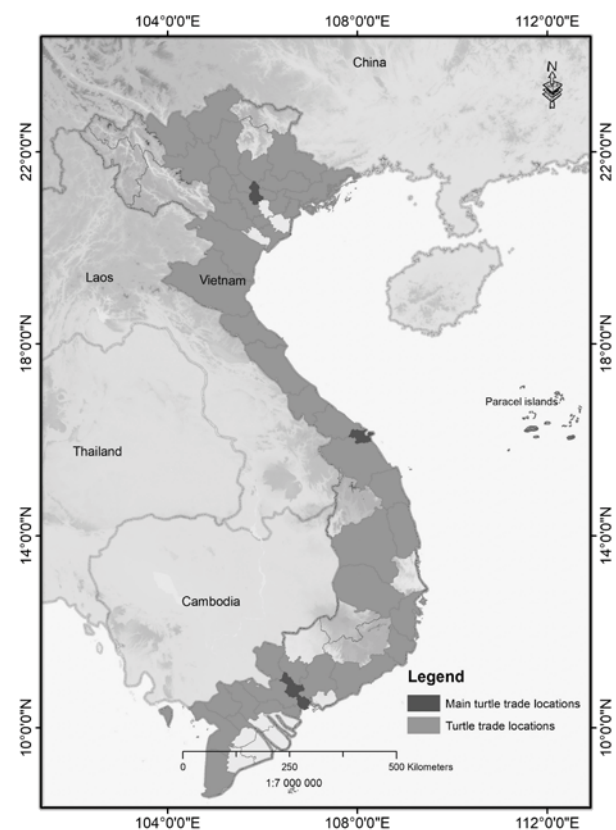 104°0'0"E 108°0'0"E 112°0'0"E
China
N
22°0'0"N 22°0'0"N
Laos
Vietnam
18°0'0"N 18°0'0"N
Paracel islands
Thailand
14°0'0"N 14°0'0"N
Cambodia
Legend
Main turtle trade locations
Turtle trade locations
10°0'0"N 10°0'0"N
0 250 500 Kilometers
1:7 000 000
104°0'0"E 108°0'0"E 112°0'0"E